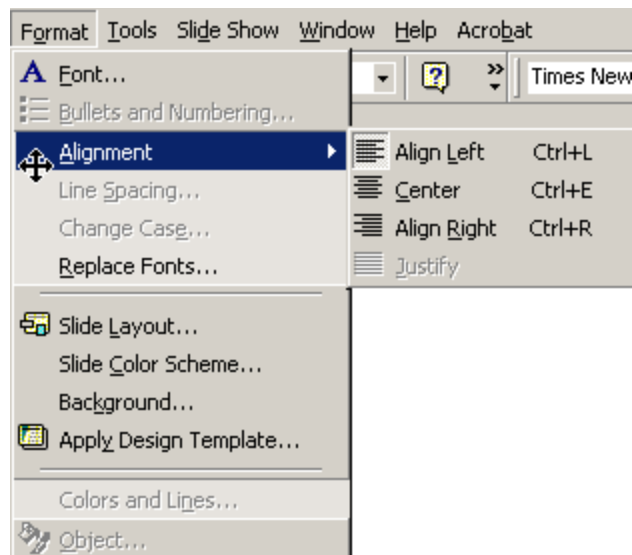 Format Tools Slide Show Window Help Acrobat
A Font... Times New
Bullets and Numbering...
Alignment Align Left Ctrl+L
Line Spacing... Center Ctrl+E
Change Case... Align Right Ctrl+R
Replace Fonts... Justify
Slide Layout...
Slide Color Scheme...
Background...
Apply Design Template...
Colors and Lines...
Object...